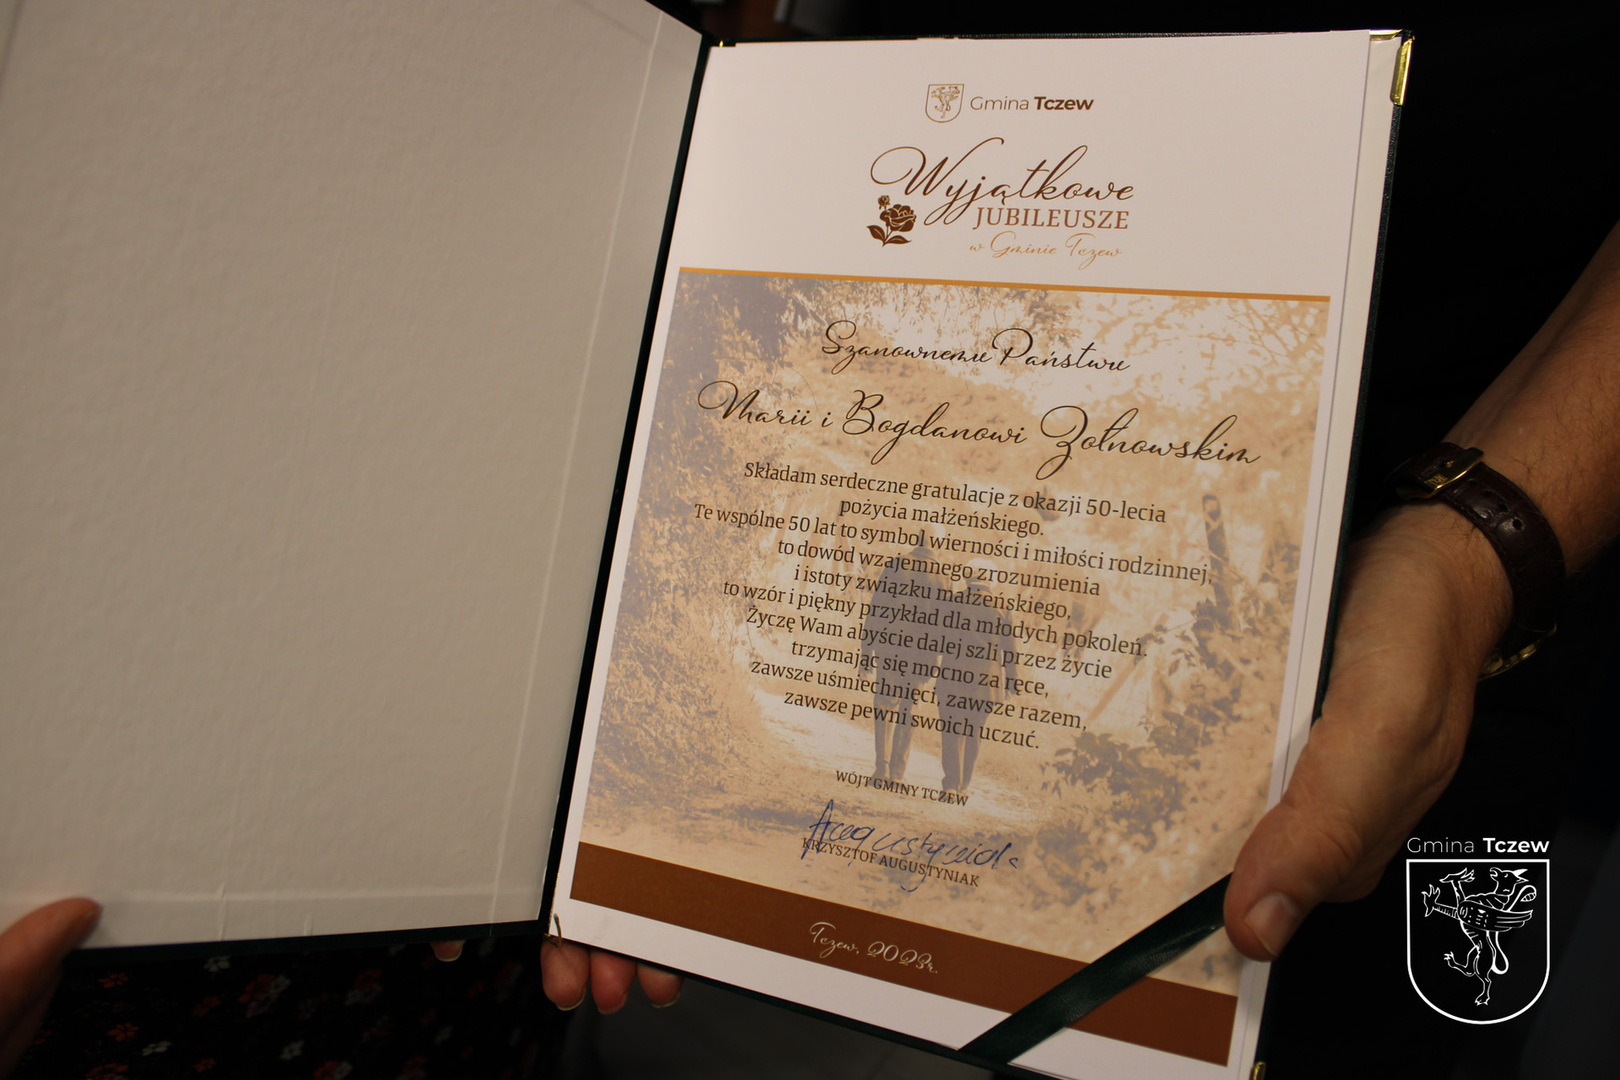 Gmina Tczew
Wyjątkowe
JUBILEUSZE
w Gminie Tczew
Szanownemu Państwu
Marii i Bogdanowi Żołnowskim
Składam serdeczne gratulacje z okazji 50-lecia
pożycia małżeńskiego.
Te wspólne 50 lat to symbol wierności i miłości rodzinnej,
to dowód wzajemnego zrozumienia
i istoty związku małżeńskiego,
to wzór i piękny przykład dla młodych pokoleń.
Życzę Wam abyście dalej szli przez życie
trzymając się mocno za ręce,
zawsze uśmiechnięci, zawsze razem,
zawsze pewni swoich uczuć.
WÓJT GMINY TCZEW
Augustyniak
KRZYSZTOF AUGUSTYNIAK
Tczew, 2023r.
Gmina Tczew